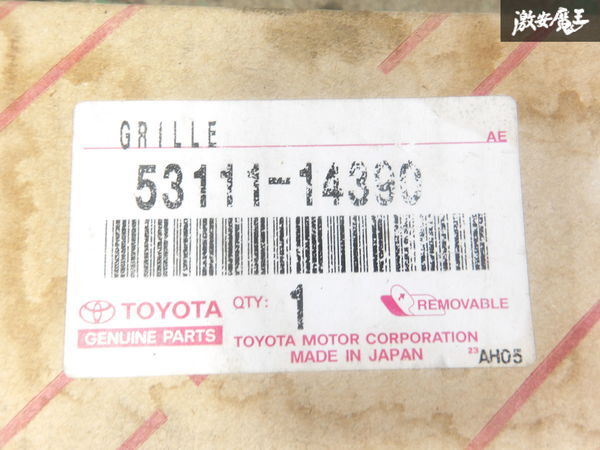 激安魔王
GRILLE
AE
53111-14390
TOYOTA
GENUINE PARTS
QTY: 1
REMOVABLE
TOYOTA MOTOR CORPORATION
MADE IN JAPAN
23 AH05